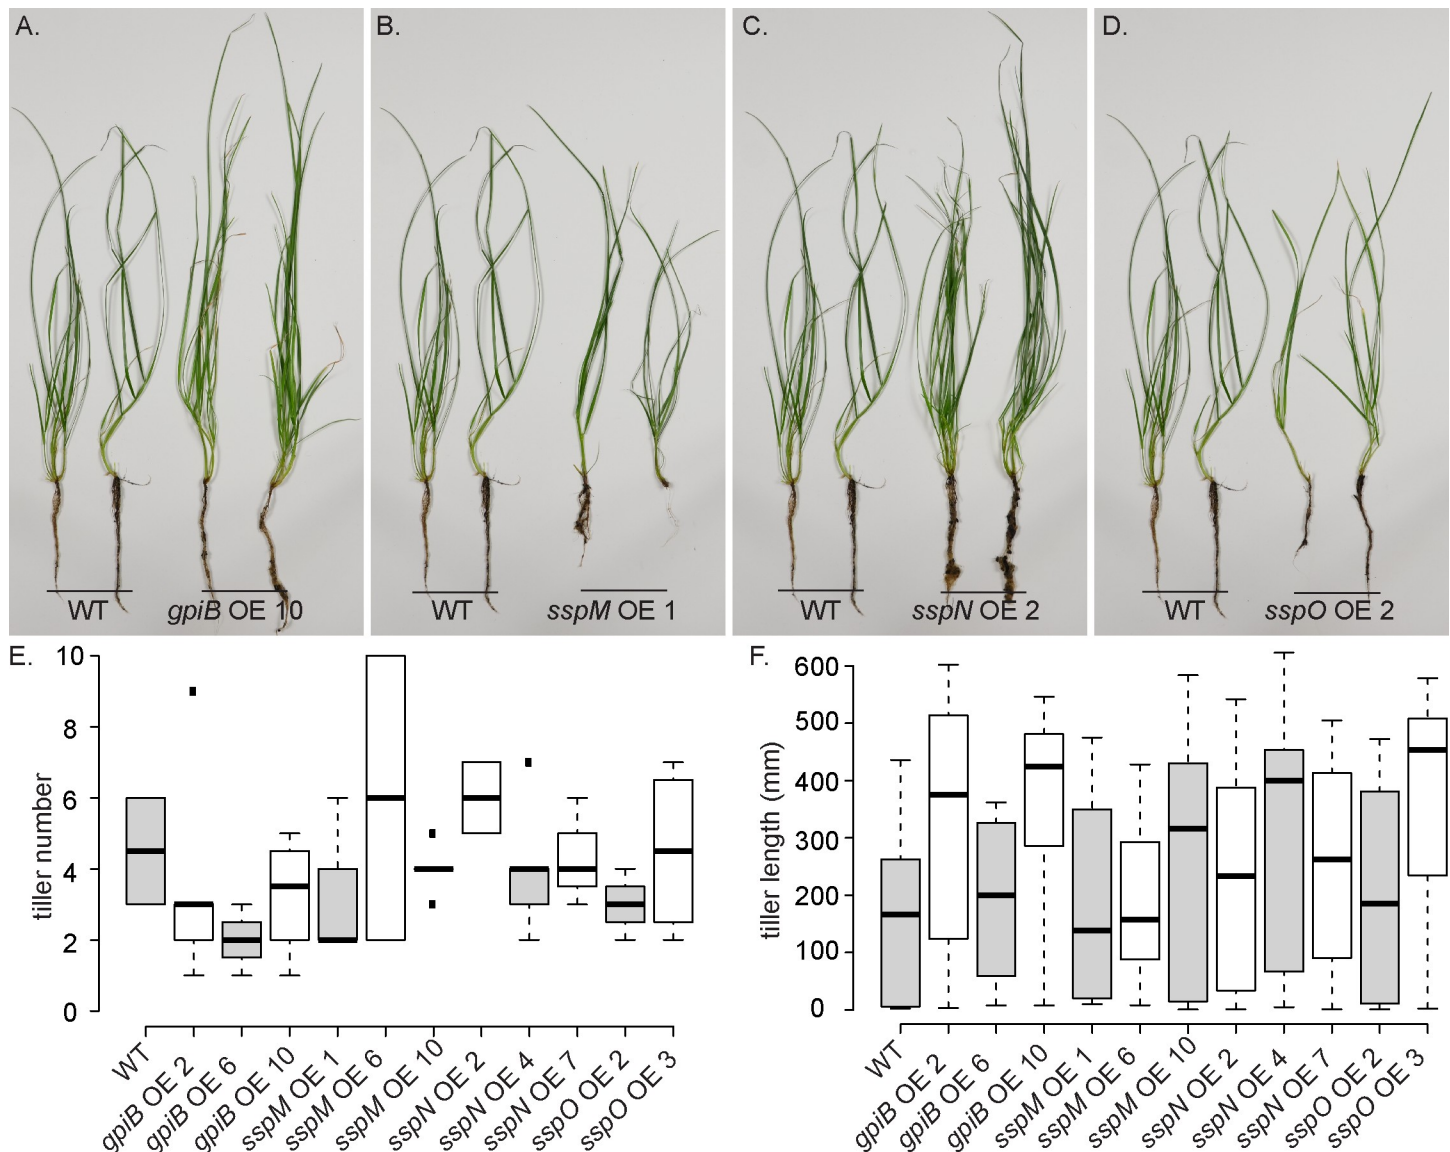 A.
B.
C.
D.
WT
gpiB OE 10
WT
sspM OE 1
WT
sspN OE 2
WT
sspO OE 2
E.
tiller number
10
8
6
4
2
0
WT
gpiB OE 2
gpiB OE 6
gpiB OE 10
sspM OE 1
sspM OE 6
sspM OE 10
sspN OE 2
sspN OE 4
sspN OE 7
sspO OE 2
sspO OE 3
F.
tiller length (mm)
600
500
400
300
200
100
0
WT
gpiB OE 2
gpiB OE 6
gpiB OE 10
sspM OE 1
sspM OE 6
sspM OE 10
sspN OE 2
sspN OE 4
sspN OE 7
sspO OE 2
sspO OE 3